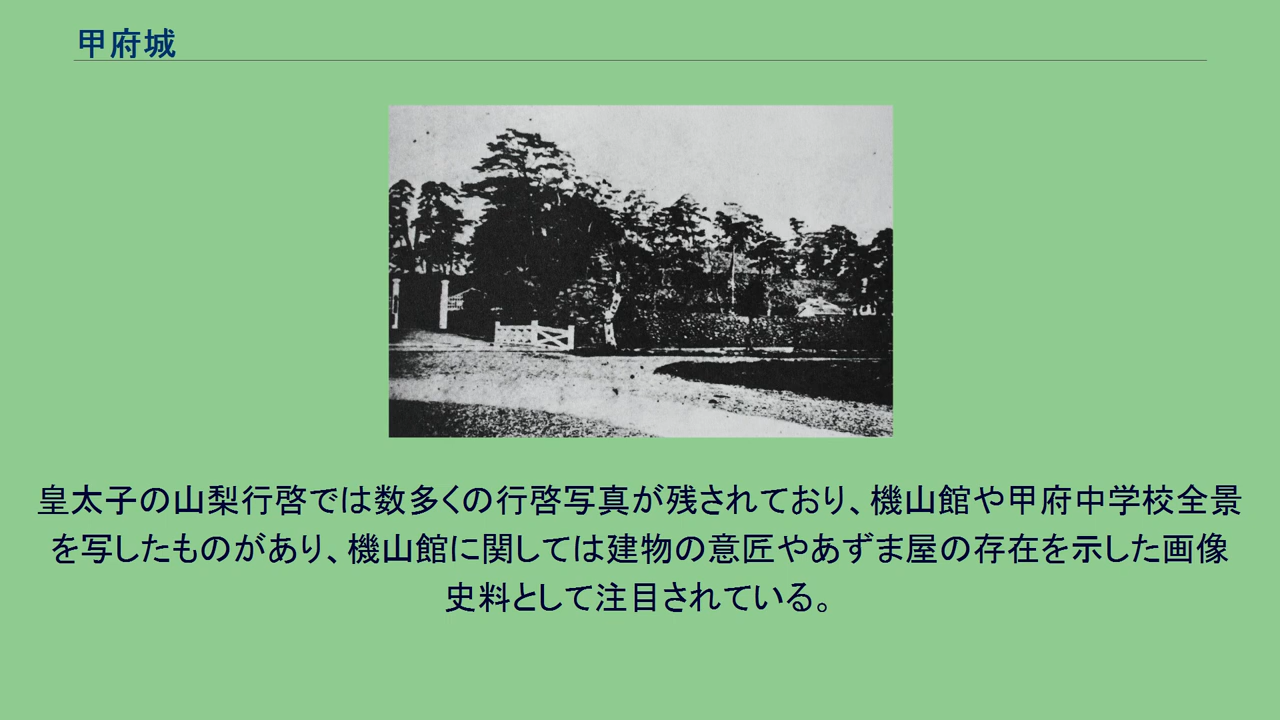 甲府城
皇太子の山梨行啓では数多くの行啓写真が残されており、機山館や甲府中学校全景
を写したものがあり、機山館に関しては建物の意匠やあずま屋の存在を示した画像
史料として注目されている。